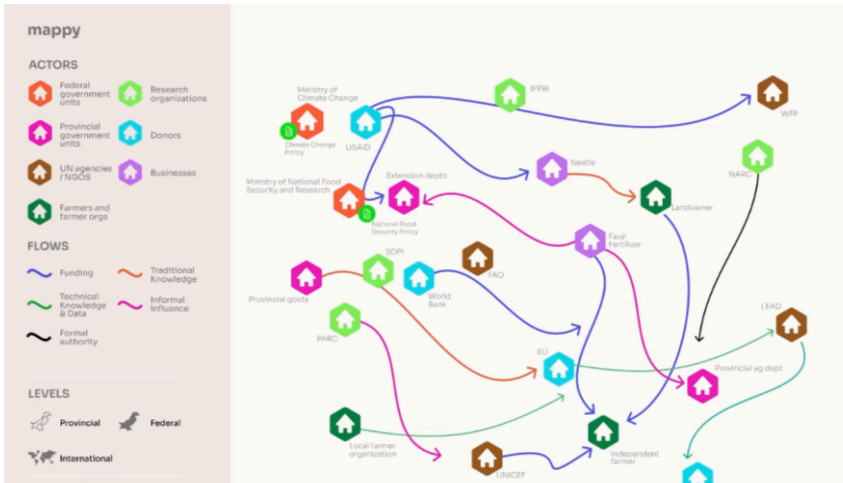 mappy
ACTORS
Federal
government
units
Research
organizations
Provincial
government
units
Donors
UN agencies
/ NGOS
Businesses
Farmers and
farmer orgs
FLOWS
Funding
Traditional
Knowledge
Technical
Knowledge
& Data
Informal
Influence
Formal
authority
LEVELS
Provincial
Federal
International
Ministry of
Climate Change
Climate Change
Policy
USAID
IFPRI
WFP
Ministry of National Food
Security and Research
Extension depts
National Food
Security Policy
Nestle
Landowner
NARC
Fauji
Fertilizer
SDPI
Provincial govts
World
Bank
FAO
PARC
EU
LEAD
Provincial ag dept
Local farmer
organization
UNICEF
Independent
farmer